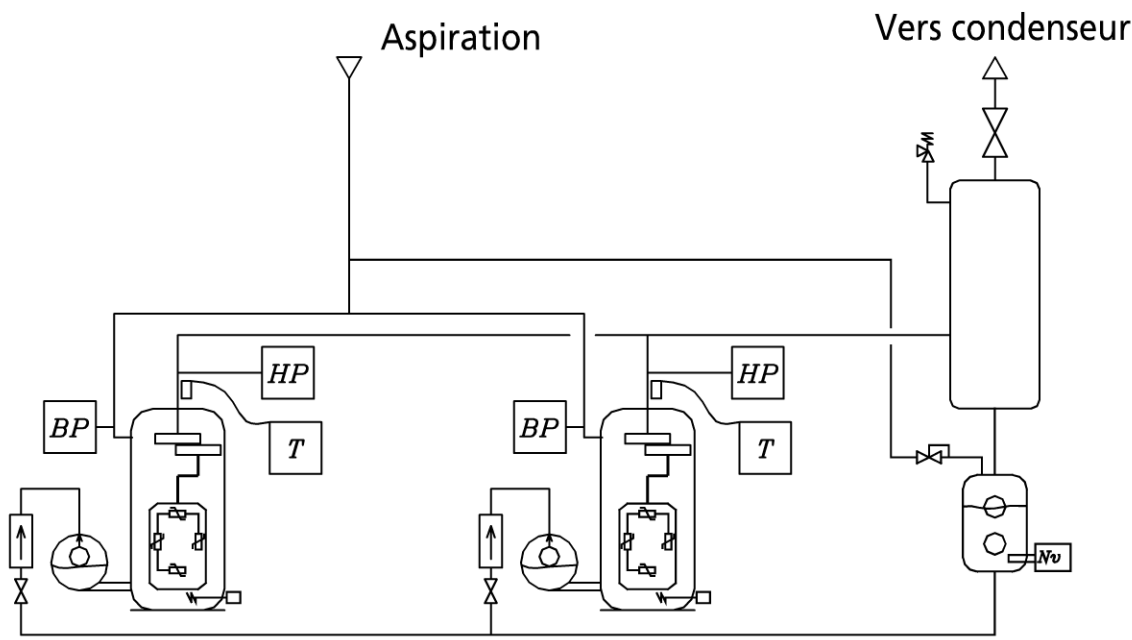 Aspiration
Vers condenseur
HP
HP
BP
T
BP
T
Nv